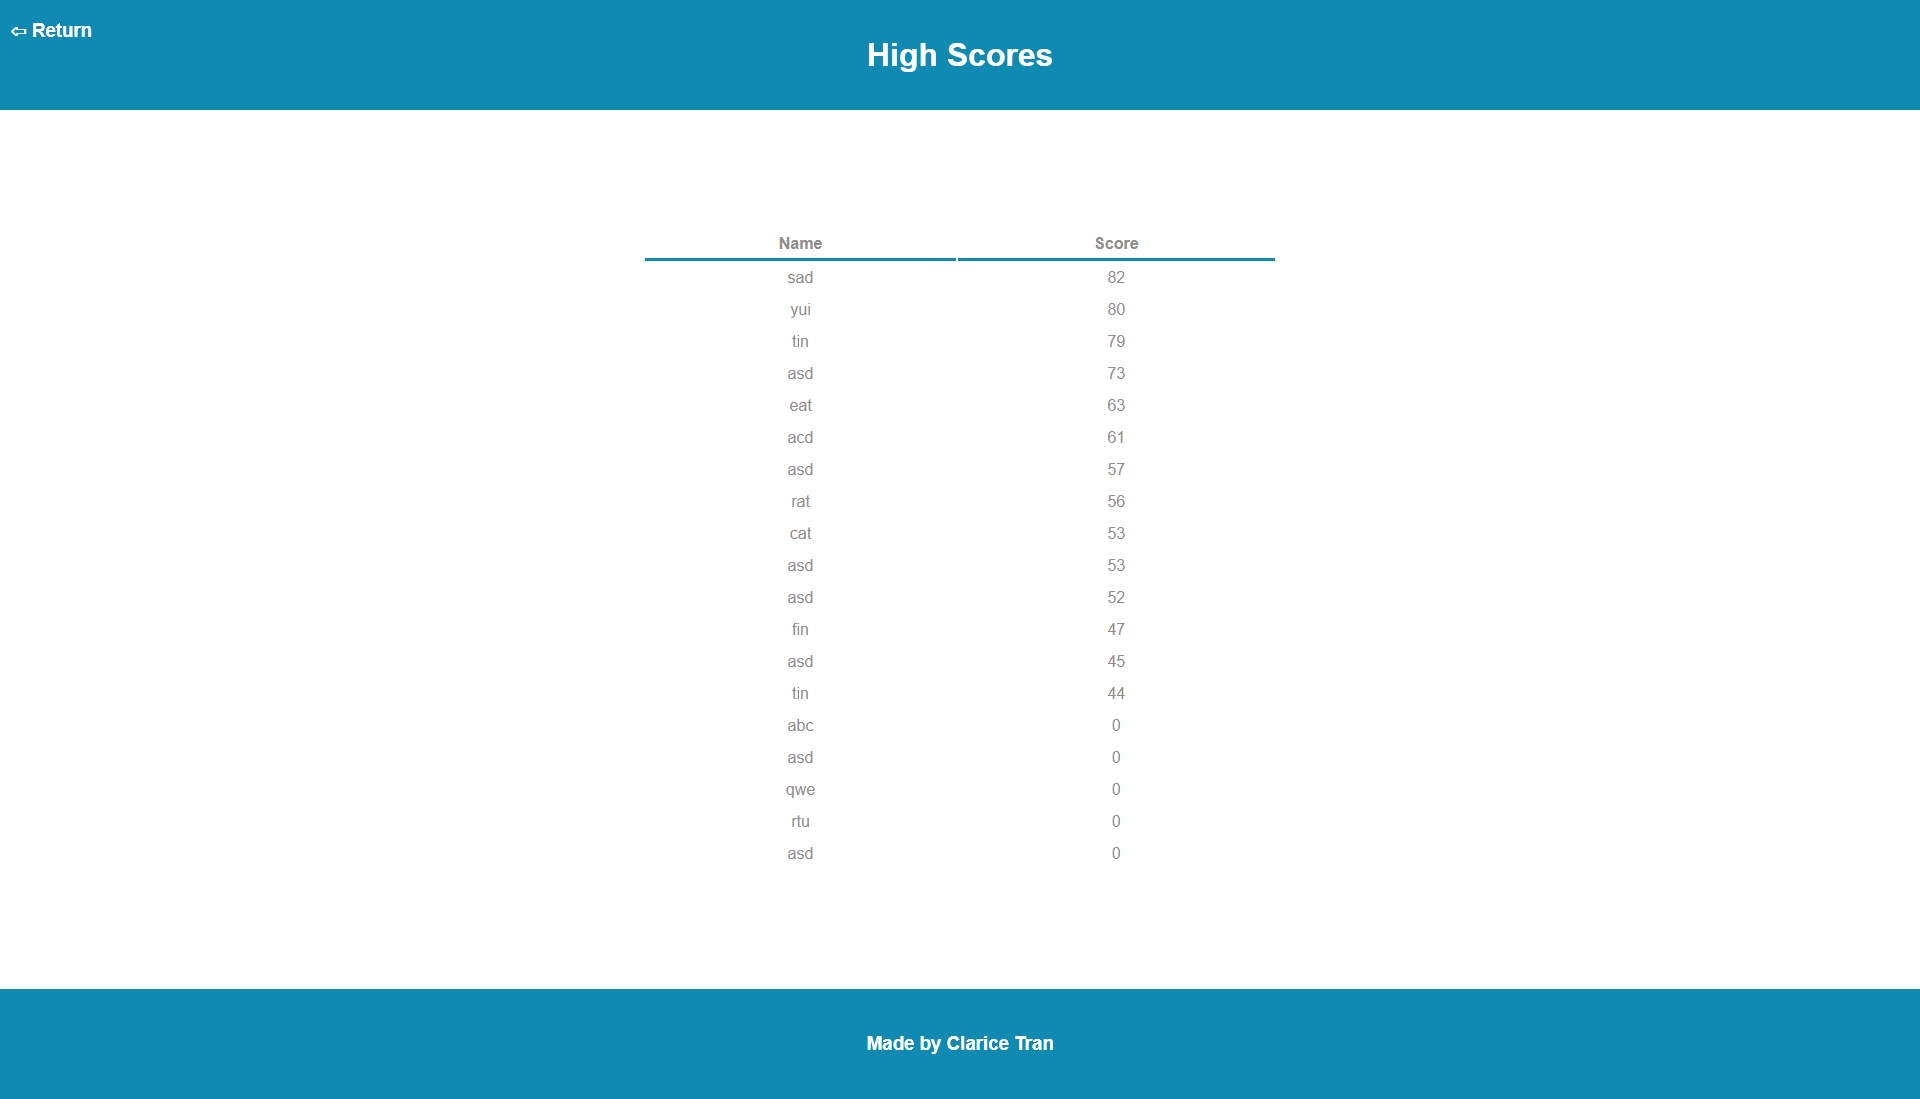 ⇦ Return
High Scores
Name Score
sad 82
yui 80
tin 79
asd 73
eat 63
acd 61
asd 57
rat 56
cat 53
asd 53
asd 52
fin 47
asd 45
tin 44
abc 0
asd 0
qwe 0
rtu 0
asd 0
Made by Clarice Tran